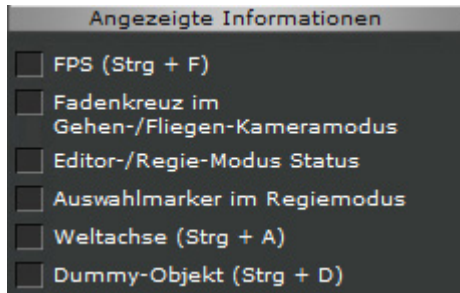 Angezeigte Informationen
FPS (Strg + F)
Fadenkreuz im
Gehen-/Fliegen-Kameramodus
Editor-/Regie-Modus Status
Auswahlmarker im Regiemodus
Weltachse (Strg + A)
Dummy-Objekt (Strg + D)